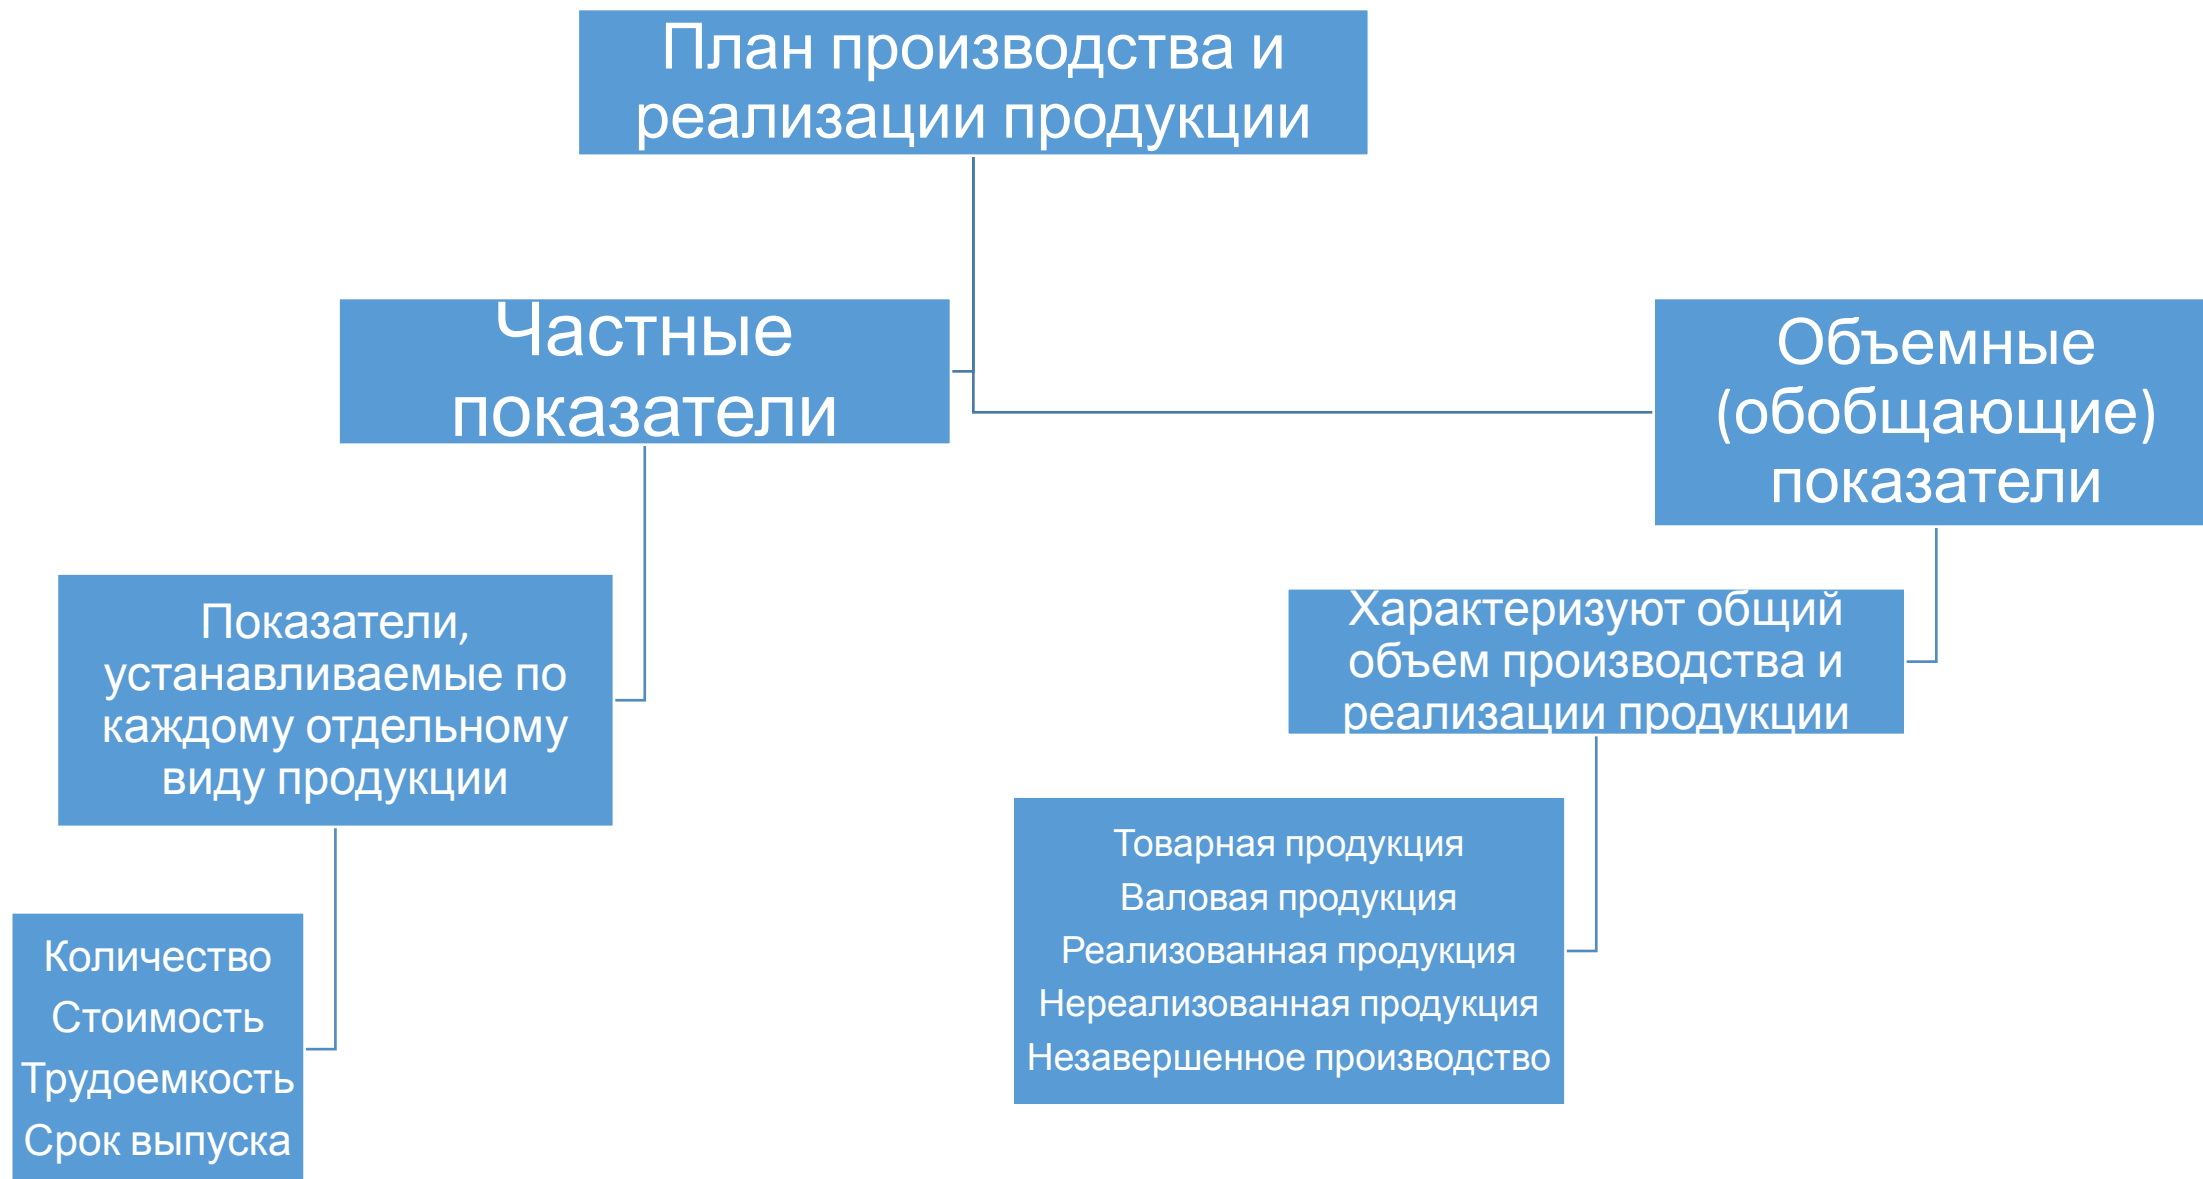 План производства и
реализации продукции
Частные
показатели
Объемные
(обобщающие)
показатели
Показатели,
устанавливаемые по
каждому отдельному
виду продукции
Характеризуют общий
объем производства и
реализации продукции
Количество
Стоимость
Трудоемкость
Срок выпуска
Товарная продукция
Валовая продукция
Реализованная продукция
Нереализованная продукция
Незавершенное производство